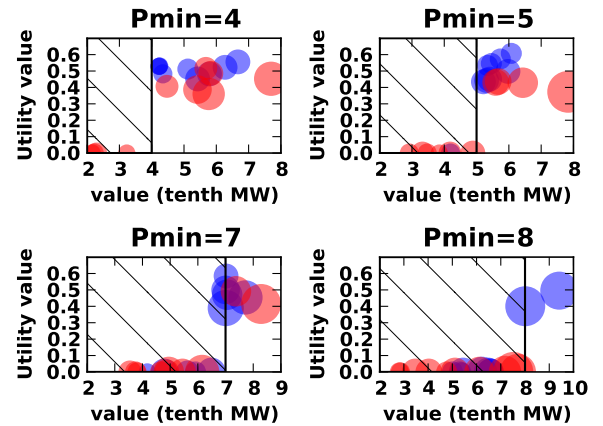 Pmin=4
Utility value
0.6
0.5
0.4
0.3
0.2
0.1
0.0
2 3 4 5 6 7 8
value (tenth MW)
Pmin=5
Utility value
0.6
0.5
0.4
0.3
0.2
0.1
0.0
2 3 4 5 6 7 8
value (tenth MW)
Pmin=7
Utility value
0.6
0.5
0.4
0.3
0.2
0.1
0.0
2 3 4 5 6 7 8 9
value (tenth MW)
Pmin=8
Utility value
0.6
0.5
0.4
0.3
0.2
0.1
0.0
2 3 4 5 6 7 8 9 10
value (tenth MW)